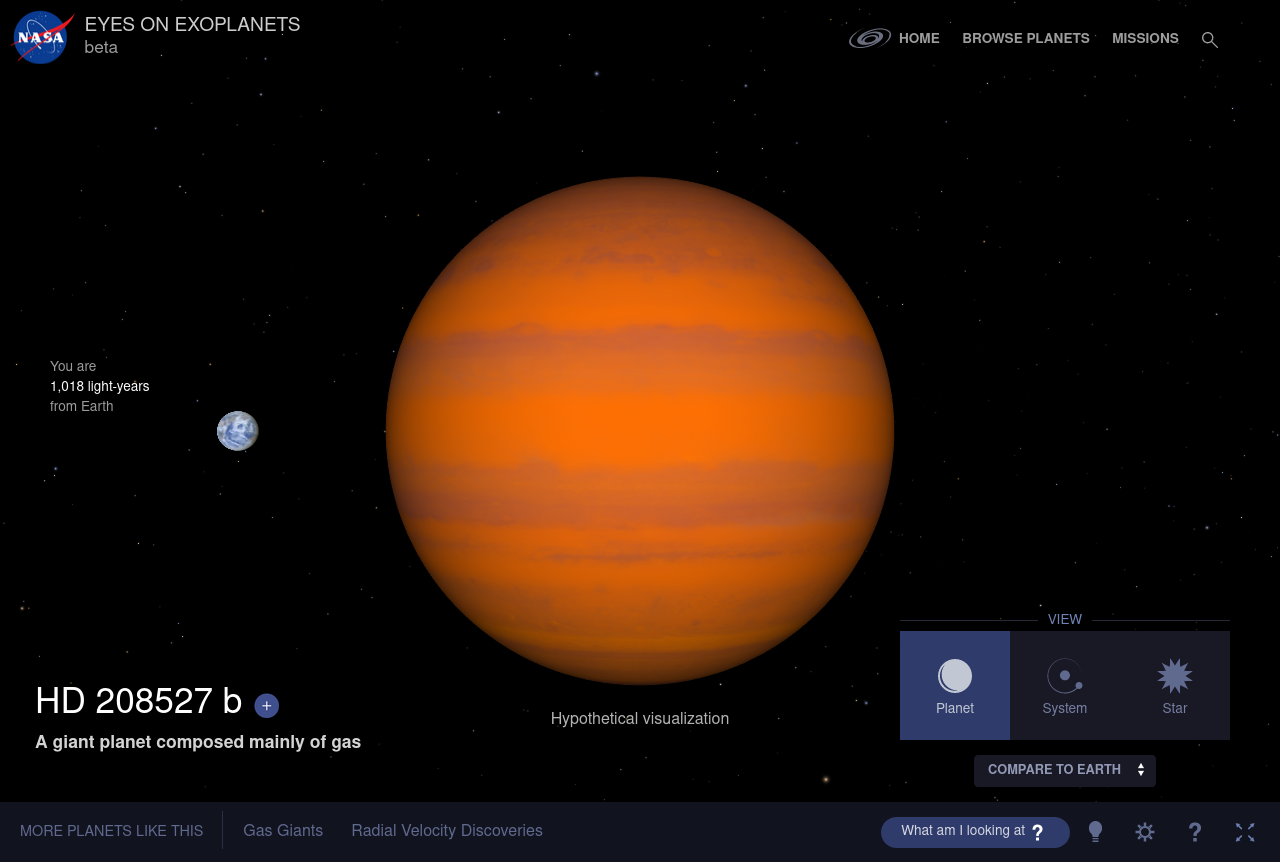 NASA
EYES ON EXOPLANETS
beta
HOME
BROWSE PLANETS
MISSIONS
You are
1,018 light-years
from Earth
HD 208527 b +
A giant planet composed mainly of gas
Hypothetical visualization
VIEW
Planet
System
Star
COMPARE TO EARTH
MORE PLANETS LIKE THIS
Gas Giants
Radial Velocity Discoveries
What am I looking at ?
?